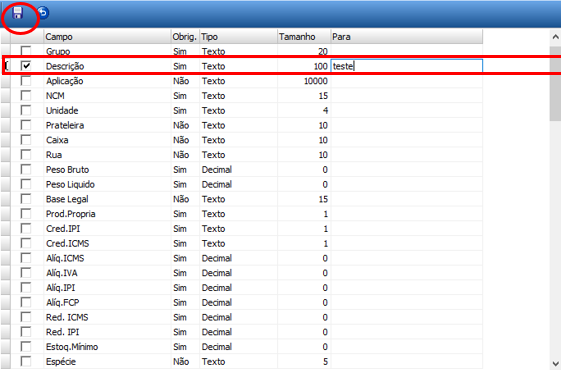 Campo Obrig. Tipo Tamanho Para
Grupo Sim Texto 20
Descrição Sim Texto 100 teste
Aplicação Não Texto 10000
NCM Sim Texto 15
Unidade Sim Texto 4
Prateleira Não Texto 10
Caixa Não Texto 10
Rua Não Texto 10
Peso Bruto Sim Decimal 0
Peso Liquido Sim Decimal 0
Base Legal Não Texto 15
Prod.Propria Sim Texto 1
Cred.IPI Sim Texto 1
Cred.ICMS Sim Texto 1
Alíq.ICMS Sim Decimal 0
Alíq.IVA Sim Decimal 0
Alíq.IPI Sim Decimal 0
Alíq.FCP Sim Decimal 0
Red. ICMS Sim Decimal 0
Red. IPI Sim Decimal 0
Estoq.Mínimo Sim Decimal 0
Espécie Não Texto 5